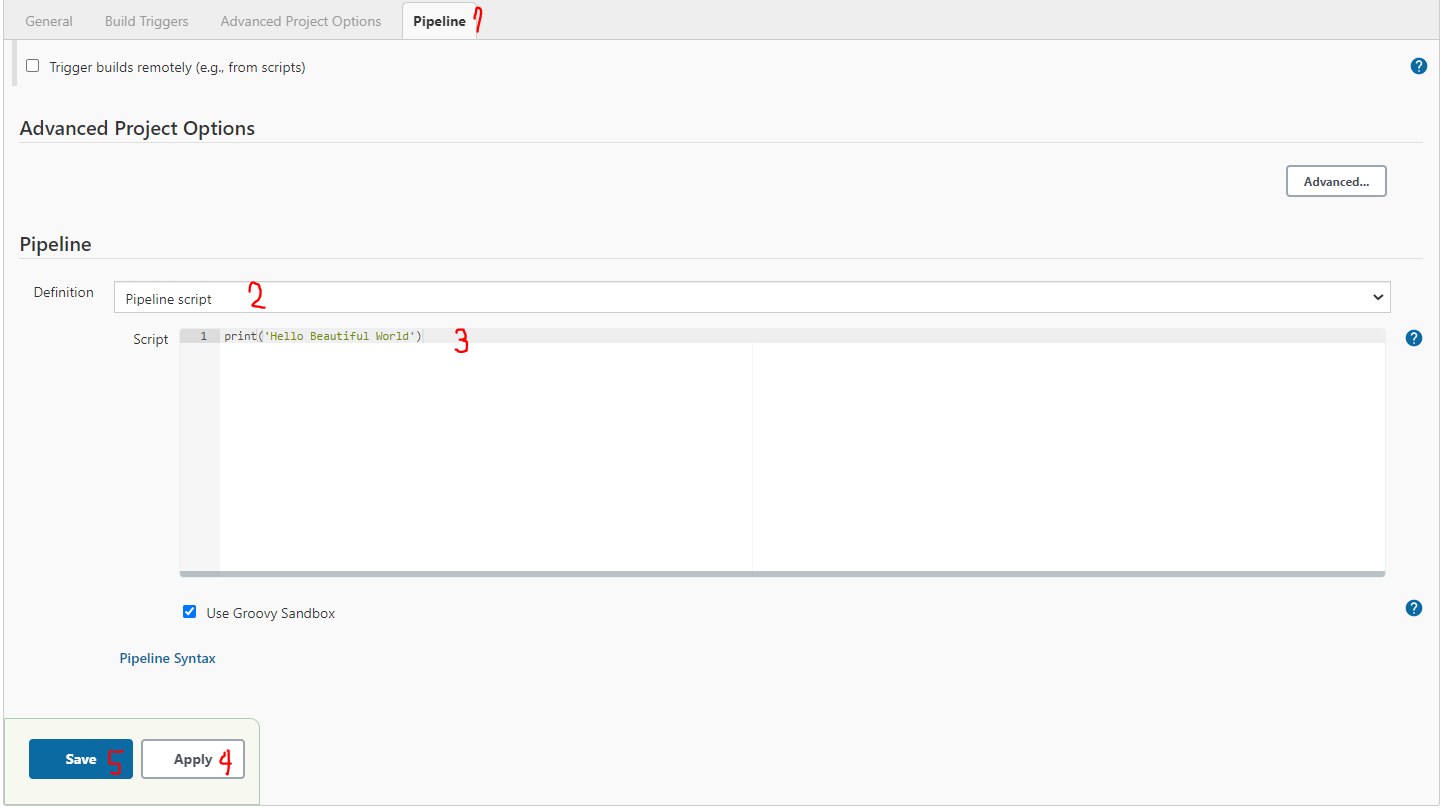 General Build Triggers Advanced Project Options Pipeline 1
Trigger builds remotely (e.g., from scripts) ?
Advanced Project Options
Advanced...
Pipeline
Definition Pipeline script 2
Script 1 print('Hello Beautiful World') 3 ?
Use Groovy Sandbox ?
Pipeline Syntax
Save 5 Apply 4